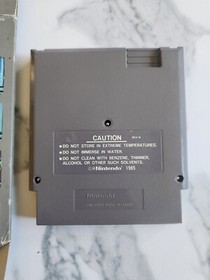 CAUTION
•DO NOT STORE IN EXTREME TEMPERATURES.
•DO NOT IMMERSE IN WATER.
•DO NOT CLEAN WITH BENZENE, THINNER,
ALCOHOL OR OTHER SUCH SOLVENTS.
©Nintendo 1985
Nintendo